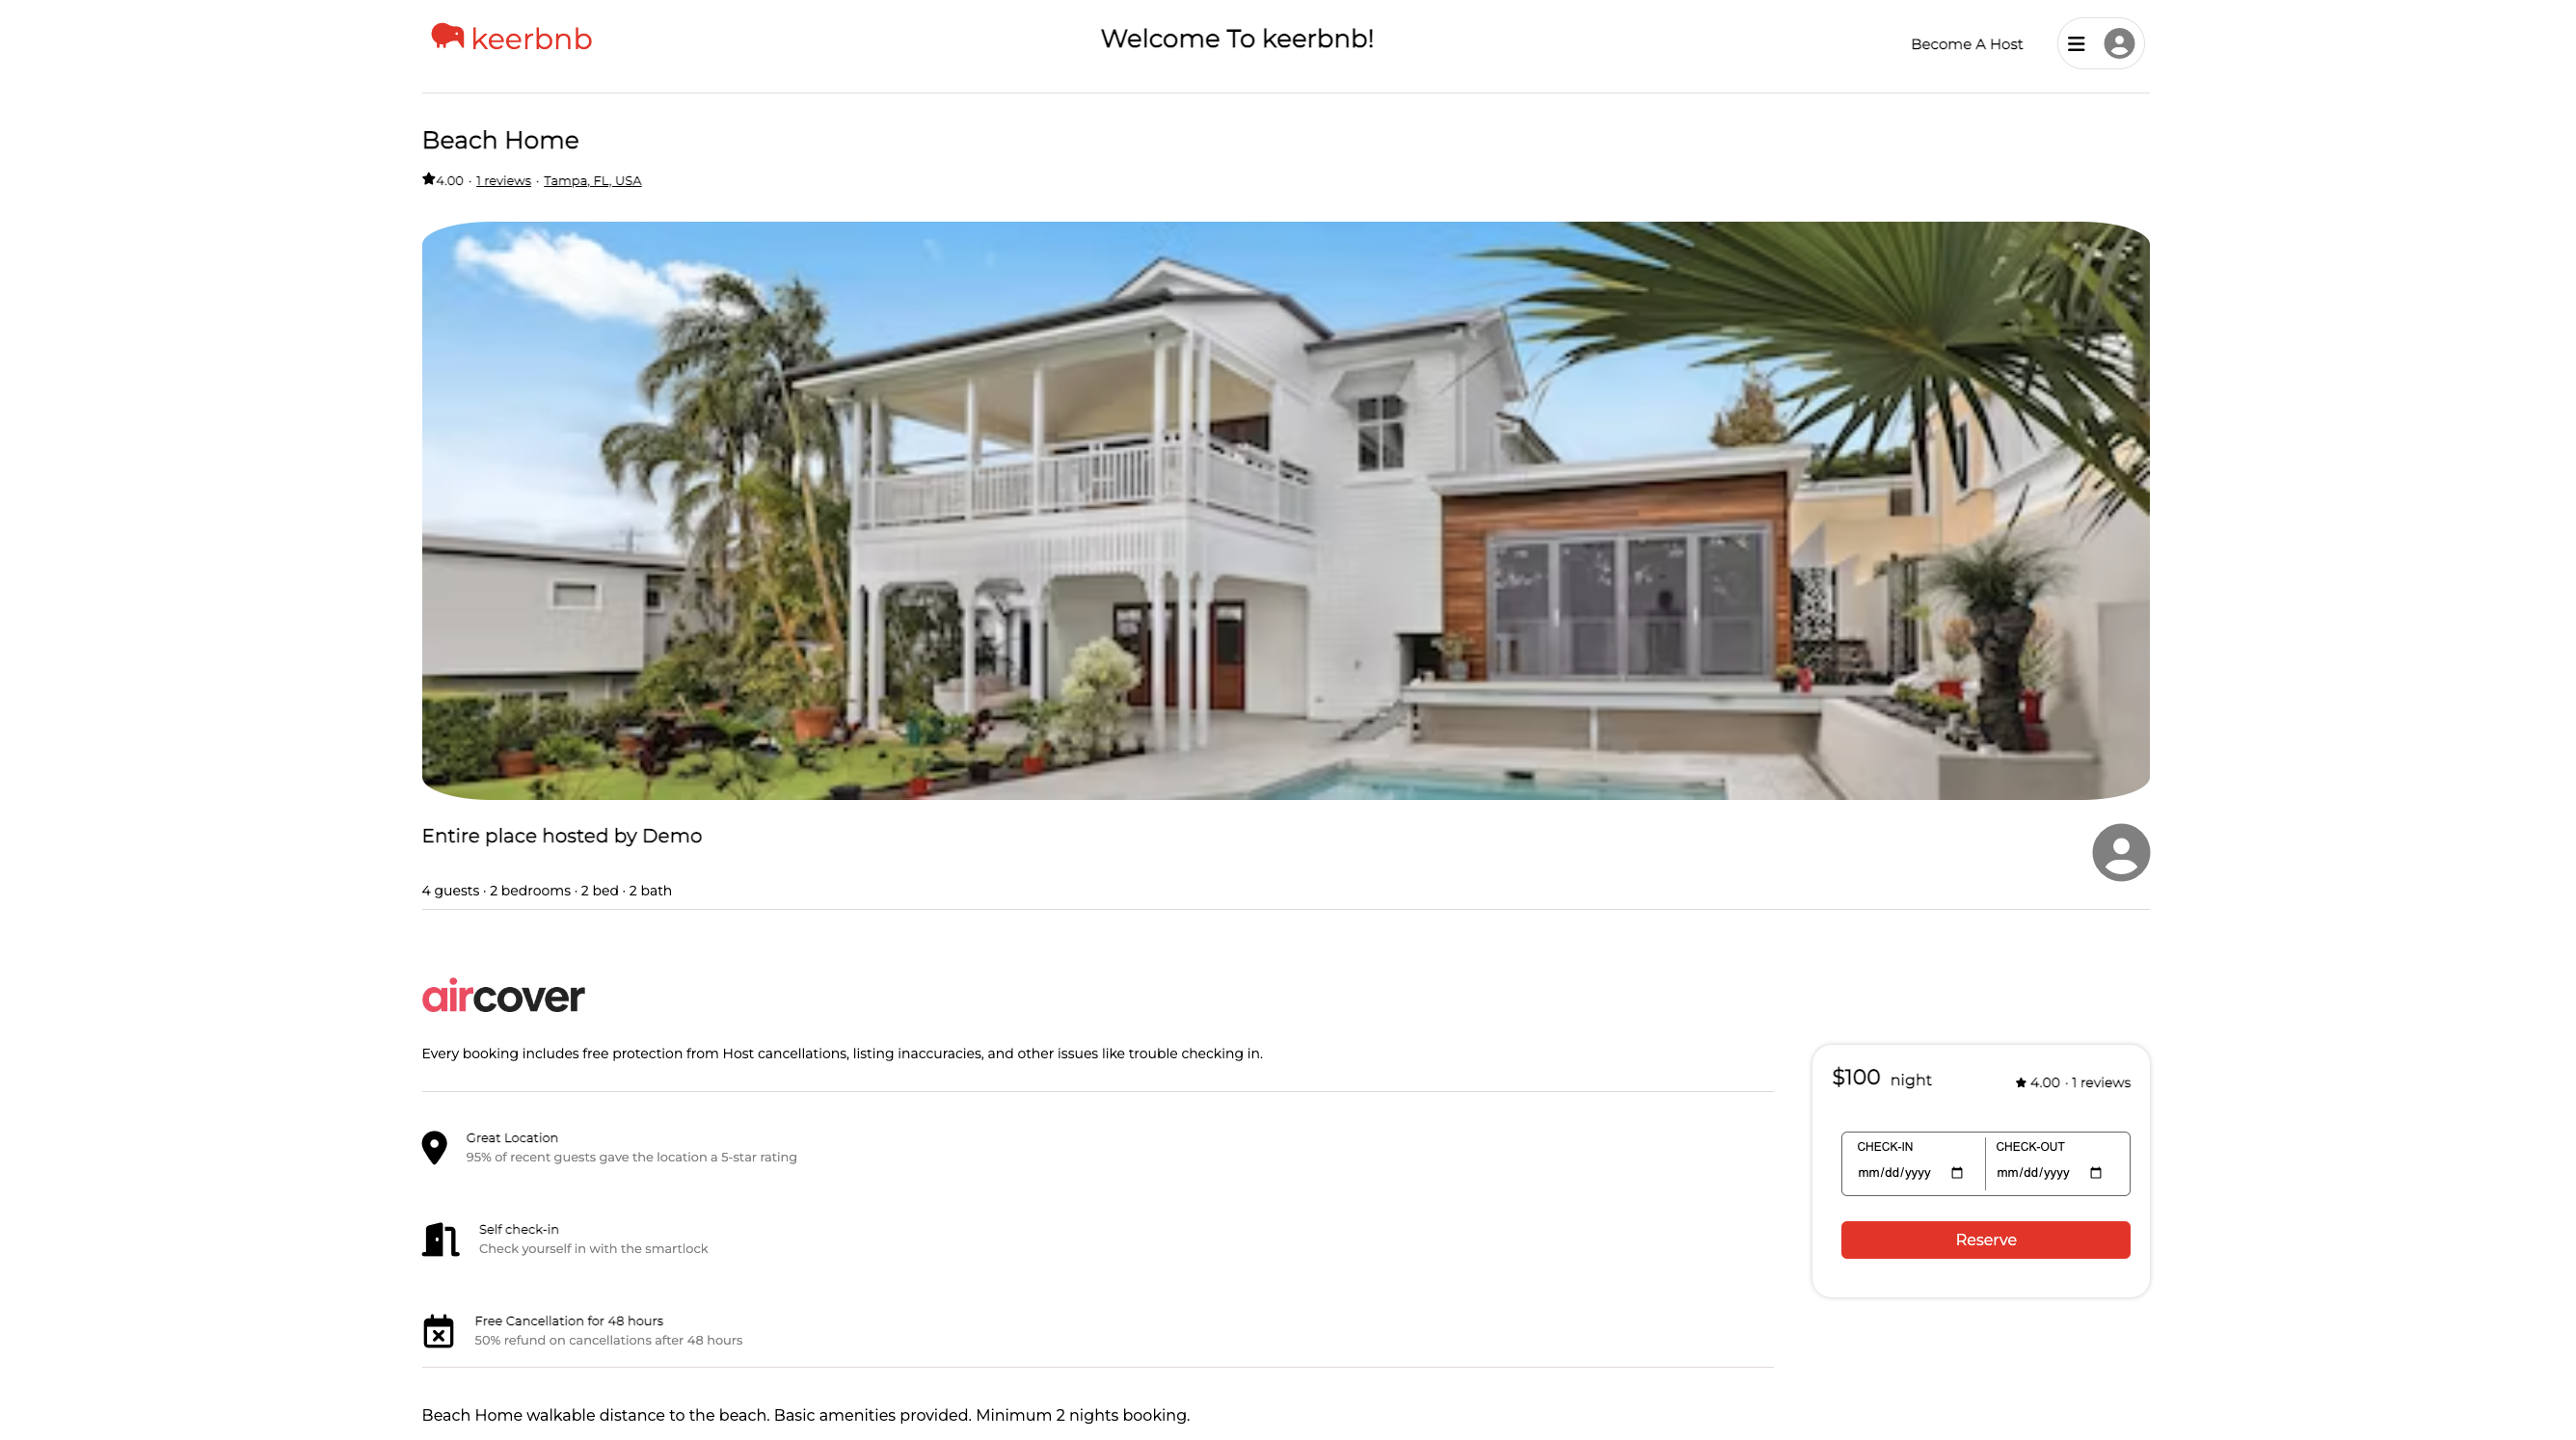 keerbnb
Welcome To keerbnb!
Become A Host
Beach Home
4.00 · 1 reviews · Tampa, FL, USA
Entire place hosted by Demo
4 guests · 2 bedrooms · 2 bed · 2 bath
aircover
Every booking includes free protection from Host cancellations, listing inaccuracies, and other issues like trouble checking in.
$100 night
4.00 · 1 reviews
CHECK-IN
mm/dd/yyyy
CHECK-OUT
mm/dd/yyyy
Reserve
Great Location
95% of recent guests gave the location a 5-star rating
Self check-in
Check yourself in with the smartlock
Free Cancellation for 48 hours
50% refund on cancellations after 48 hours
Beach Home walkable distance to the beach. Basic amenities provided. Minimum 2 nights booking.